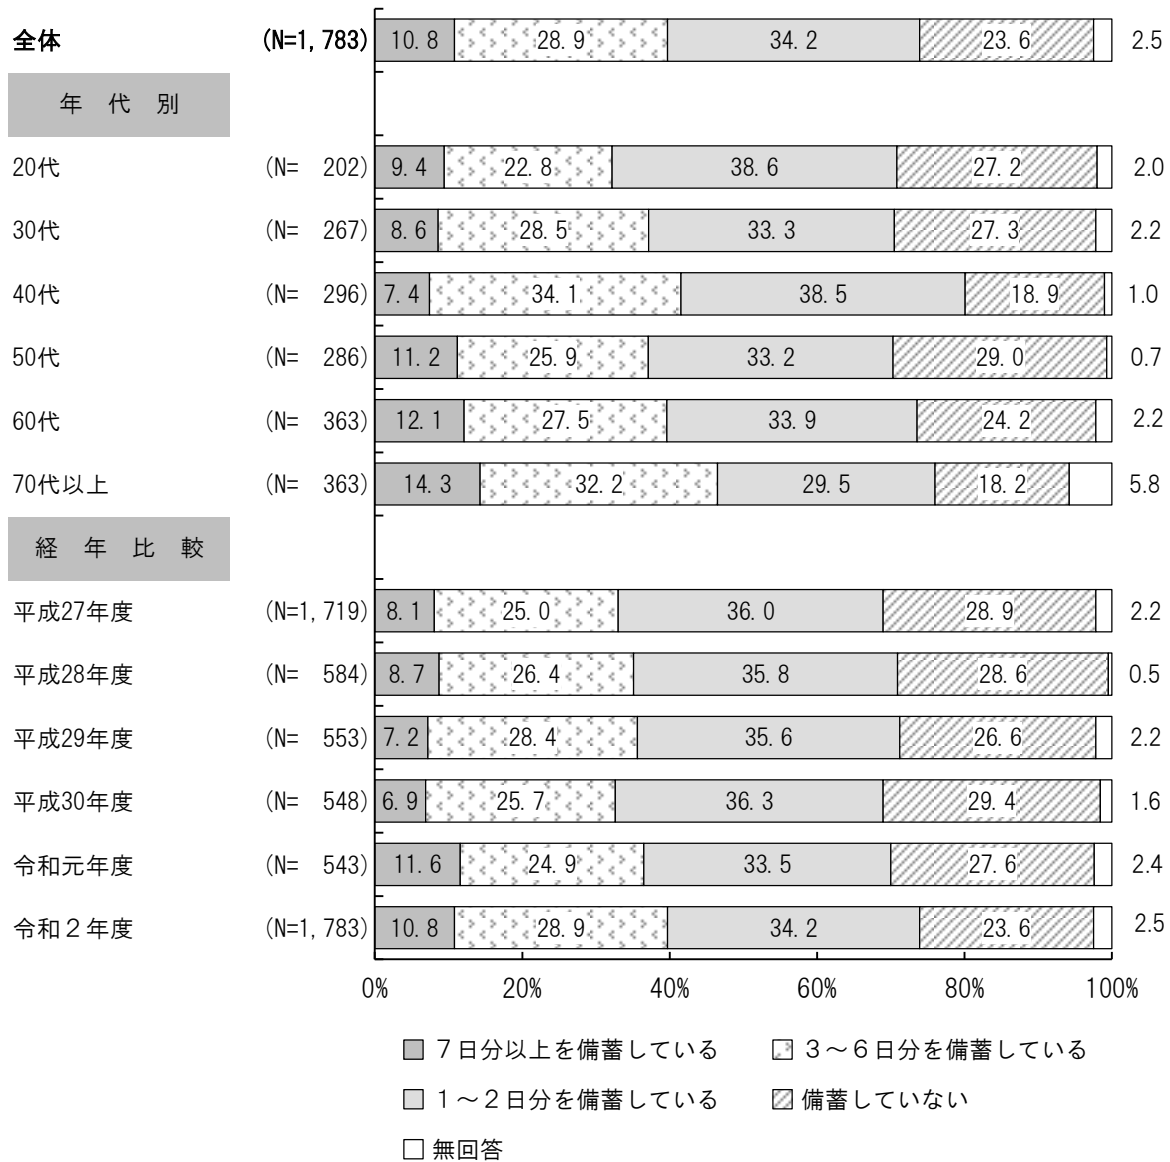 全体 (N=1,783) 10.8 28.9 34.2 23.6 2.5
年 代 別
20代 (N= 202) 9.4 22.8 38.6 27.2 2.0
30代 (N= 267) 8.6 28.5 33.3 27.3 2.2
40代 (N= 296) 7.4 34.1 38.5 18.9 1.0
50代 (N= 286) 11.2 25.9 33.2 29.0 0.7
60代 (N= 363) 12.1 27.5 33.9 24.2 2.2
70代以上 (N= 363) 14.3 32.2 29.5 18.2 5.8
経 年 比 較
平成27年度 (N=1,719) 8.1 25.0 36.0 28.9 2.2
平成28年度 (N= 584) 8.7 26.4 35.8 28.6 0.5
平成29年度 (N= 553) 7.2 28.4 35.6 26.6 2.2
平成30年度 (N= 548) 6.9 25.7 36.3 29.4 1.6
令和元年度 (N= 543) 11.6 24.9 33.5 27.6 2.4
令和２年度 (N=1,783) 10.8 28.9 34.2 23.6 2.5
0% 20% 40% 60% 80% 100%
７日分以上を備蓄している ３～６日分を備蓄している
１～２日分を備蓄している 備蓄していない
無回答